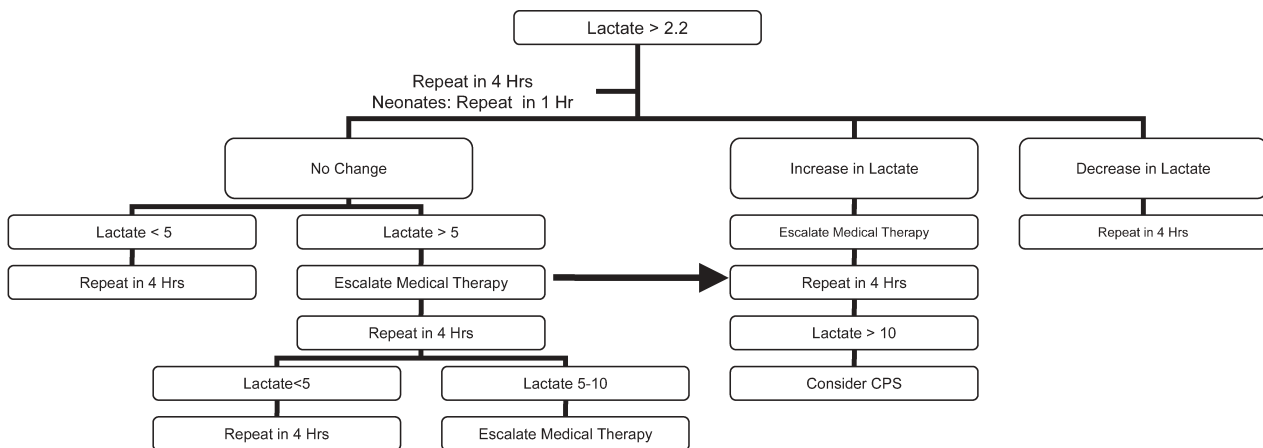 Lactate > 2.2
Repeat in 4 Hrs
Neonates: Repeat in 1 Hr
No Change
Increase in Lactate
Decrease in Lactate
Lactate < 5
Lactate > 5
Escalate Medical Therapy
Repeat in 4 Hrs
Repeat in 4 Hrs
Escalate Medical Therapy
Repeat in 4 Hrs
Repeat in 4 Hrs
Lactate > 10
Lactate<5
Lactate 5-10
Consider CPS
Repeat in 4 Hrs
Escalate Medical Therapy